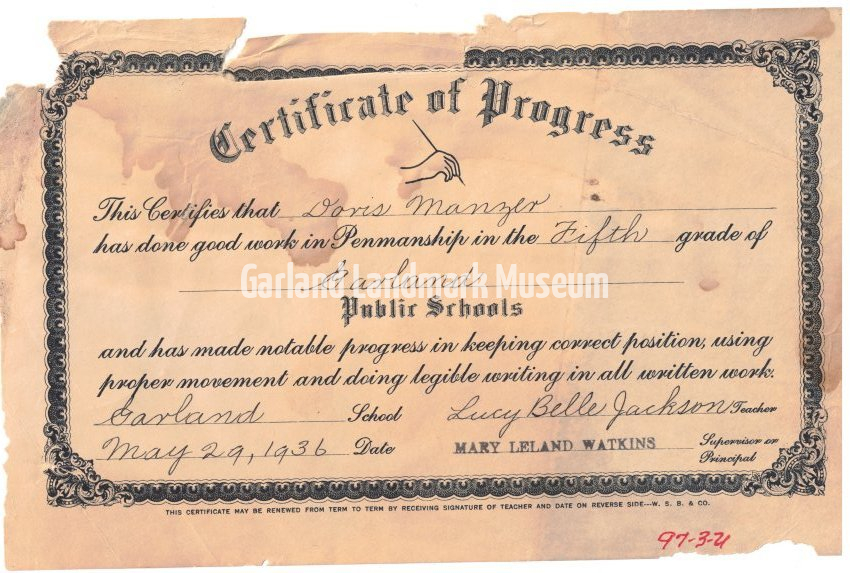 Certificate of Progress
This Certifies that Doris Manzer
has done good work in Penmanship in the Fifth grade of
Garland
Garland Landmark Museum
Public Schools
and has made notable progress in keeping correct position, using
proper movement and doing legible writing in all written work.
Garland School Lucy Belle Jackson Teacher
May 29, 1936 Date MARY LELAND WATKINS Supervisor or
Principal
THIS CERTIFICATE MAY BE RENEWED FROM TERM TO TERM BY RECEIVING SIGNATURE OF TEACHER AND DATE ON REVERSE SIDE---W. S. B. & CO.
97-3-21